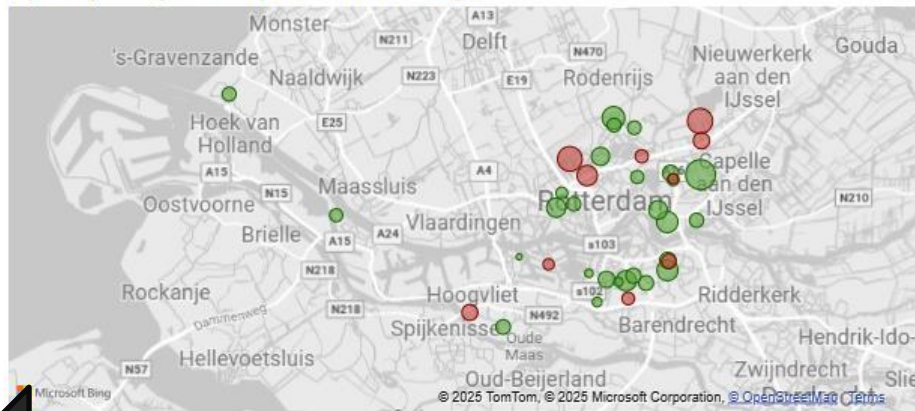 Monster
A13
N211
Delft
's-Gravenzande
N470
Nieuwerkerk
aan den
IJssel
Gouda
Naaldwijk
N223
E19
Rodenrijs
Hoek van
Holland
E25
A15
A4
Capelle
aan den
IJssel
N15
Maassluis
Rotterdam
N210
Oostvoorne
Vlaardingen
Brielle
A15
A24
s103
N218
Rockanje
Hoogvliet
s102
Ridderkerk
Dammenweg
N218
N492
Spijkenisse
Barendrecht
Oude
Maas
Hendrik-Ido-
Hellevoetsluis
N57
Zwijndrecht
Oud-Beijerland
Microsoft Bing
© 2025 TomTom, © 2025 Microsoft Corporation, © OpenStreetMap Terms